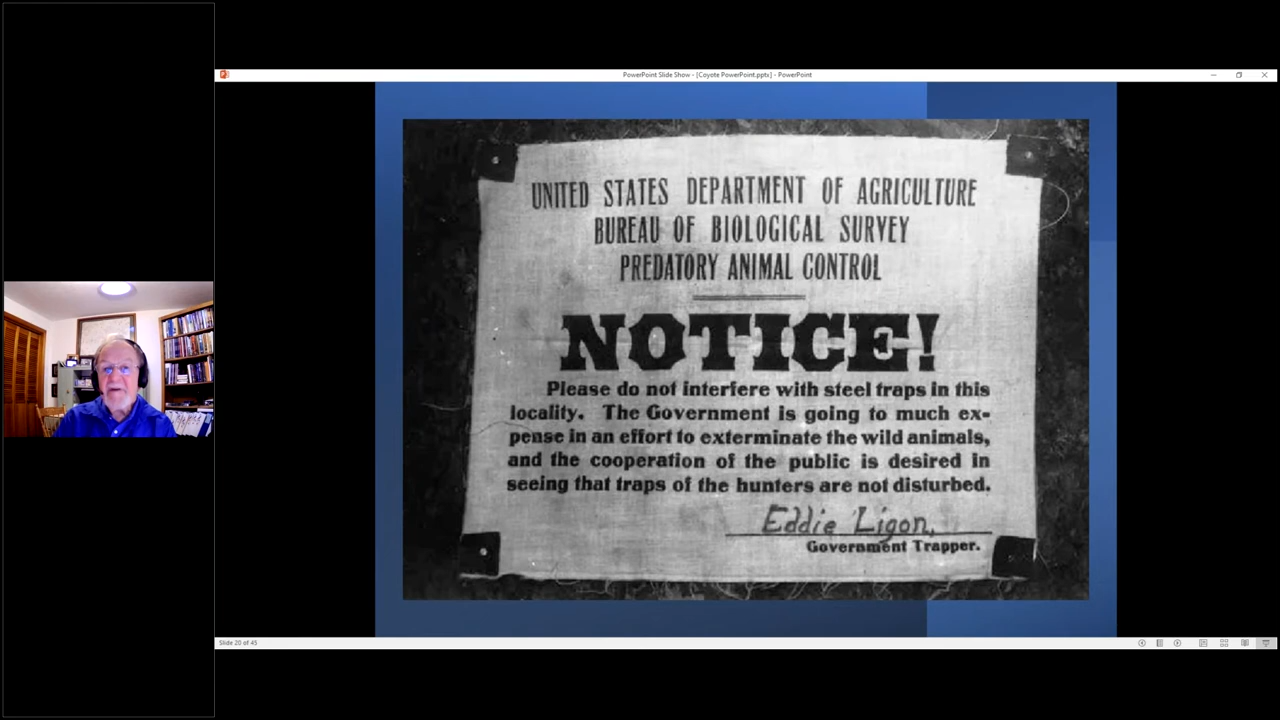 PowerPoint Slide Show - [Coyote PowerPoint.pptx] - PowerPoint
UNITED STATES DEPARTMENT OF AGRICULTURE
BUREAU OF BIOLOGICAL SURVEY
PREDATORY ANIMAL CONTROL
NOTICE!
Please do not interfere with steel traps in this
locality. The Government is going to much ex-
pense in an effort to exterminate the wild animals,
and the cooperation of the public is desired in
seeing that traps of the hunters are not disturbed.
Eddie Ligon,
Government Trapper.
Slide 20 of 45